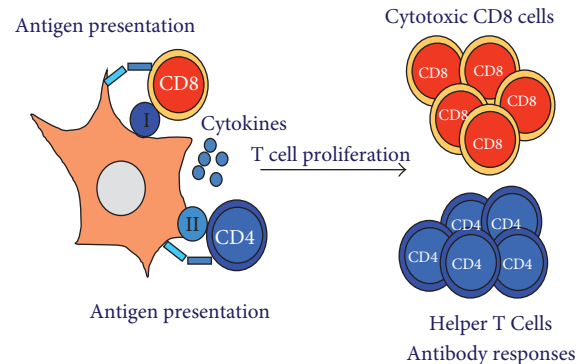 Antigen presentation
CD8
I
Cytokines
II
CD4
Antigen presentation
T cell proliferation
Cytotoxic CD8 cells
CD8
CD8
CD8
CD8
CD8
CD4
CD4
CD4
CD4
CD4
Helper T Cells
Antibody responses